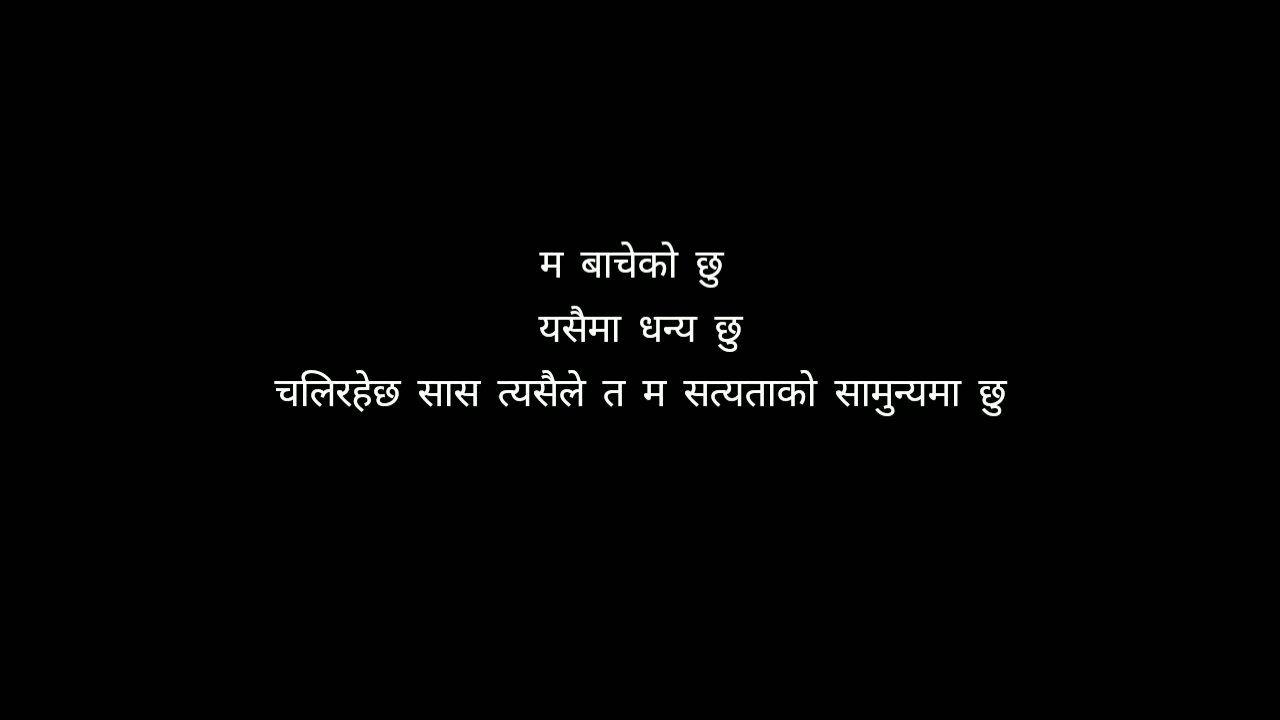 म बाचेको छु
यसैमा धन्य छु
चलिरहेछ सास त्यसैले त म सत्यताको सामुन्यमा छु